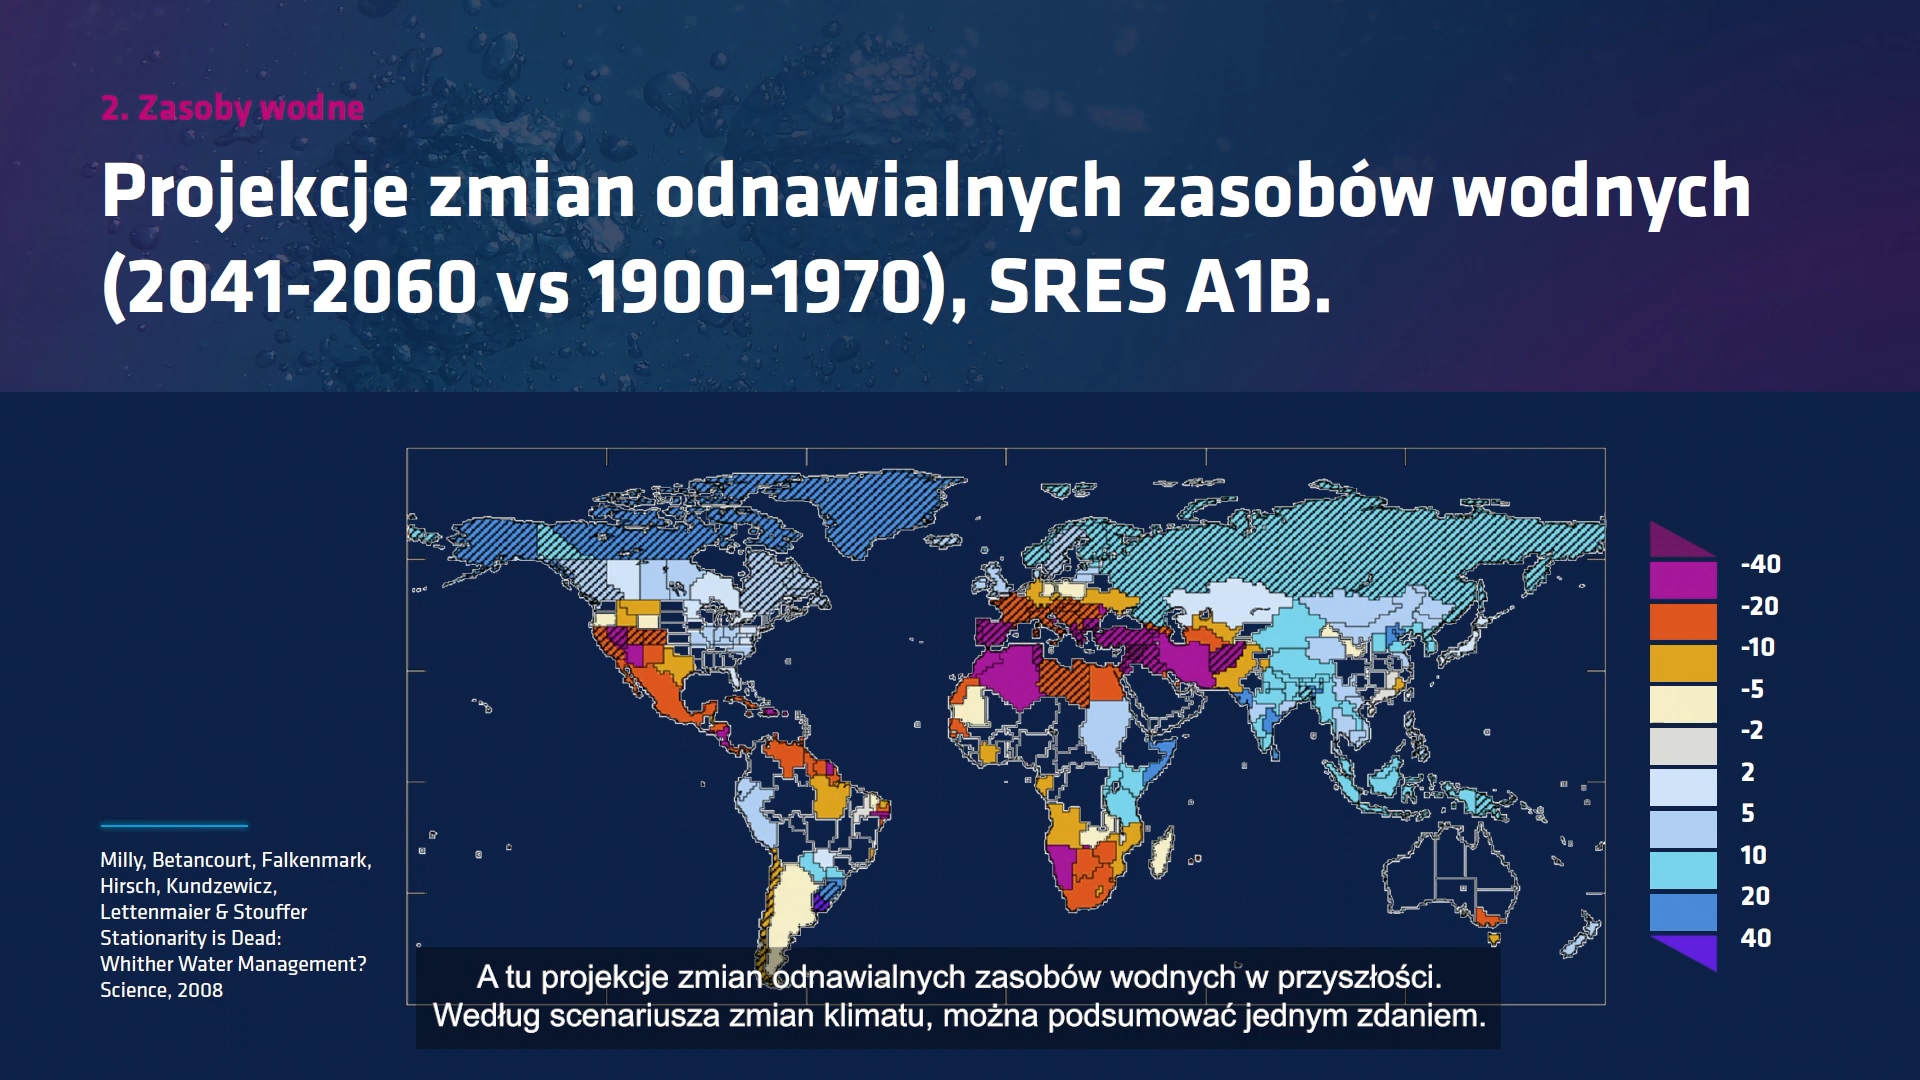 2. Zasoby wodne
Projekcje zmian odnawialnych zasobów wodnych
(2041-2060 vs 1900-1970), SRES A1B.
-40
-20
-10
-5
-2
2
5
10
20
40
Milly, Betancourt, Falkenmark,
Hirsch, Kundzewicz,
Lettenmaier & Stouffer
Stationarity is Dead:
Whither Water Management?
Science, 2008
A tu projekcje zmian odnawialnych zasobów wodnych w przyszłości.
Według scenariusza zmian klimatu, można podsumować jednym zdaniem.